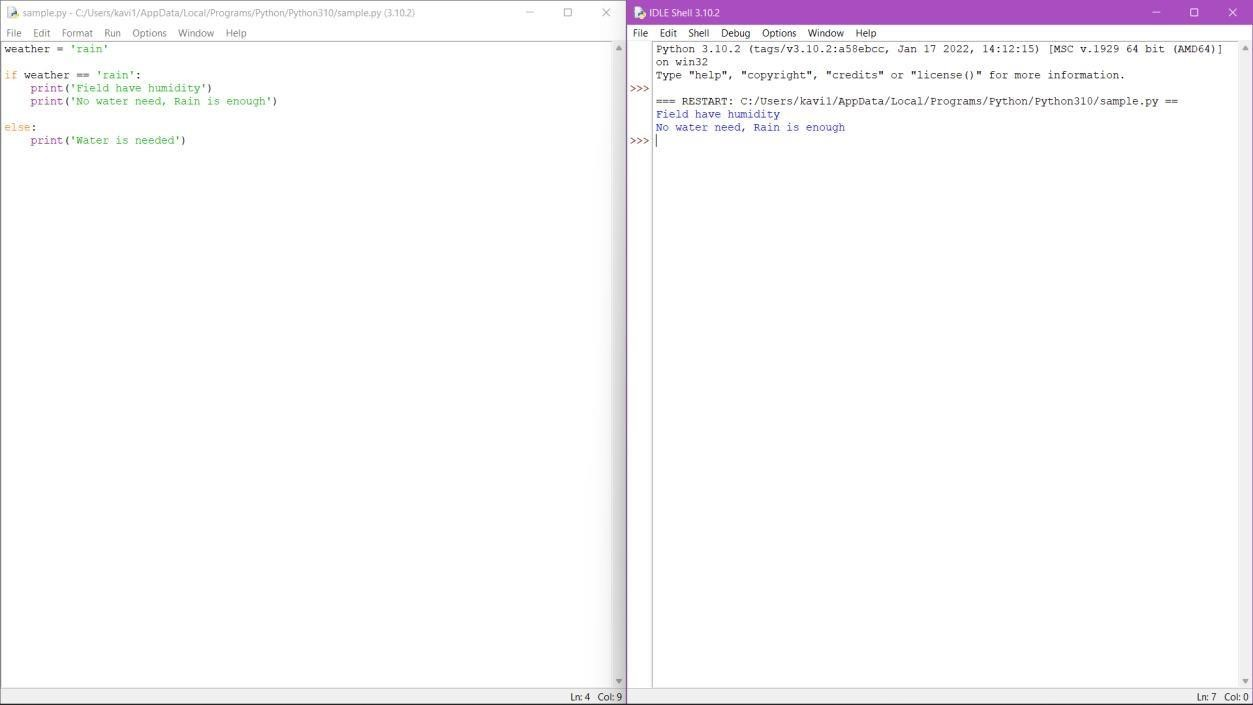 sample.py - C:/Users/kavi1/AppData/Local/Programs/Python/Python310/sample.py (3.10.2)
File Edit Format Run Options Window Help
weather = 'rain'
if weather == 'rain':
    print('Field have humidity')
    print('No water need, Rain is enough')
else:
    print('Water is needed')
Ln: 4 Col: 9
IDLE Shell 3.10.2
File Edit Shell Debug Options Window Help
Python 3.10.2 (tags/v3.10.2:a58ebcc, Jan 17 2022, 14:12:15) [MSC v.1929 64 bit (AMD64)]
on win32
Type "help", "copyright", "credits" or "license()" for more information.
>>>
=== RESTART: C:/Users/kavi1/AppData/Local/Programs/Python/Python310/sample.py ==
Field have humidity
No water need, Rain is enough
>>>
Ln: 7 Col: 0